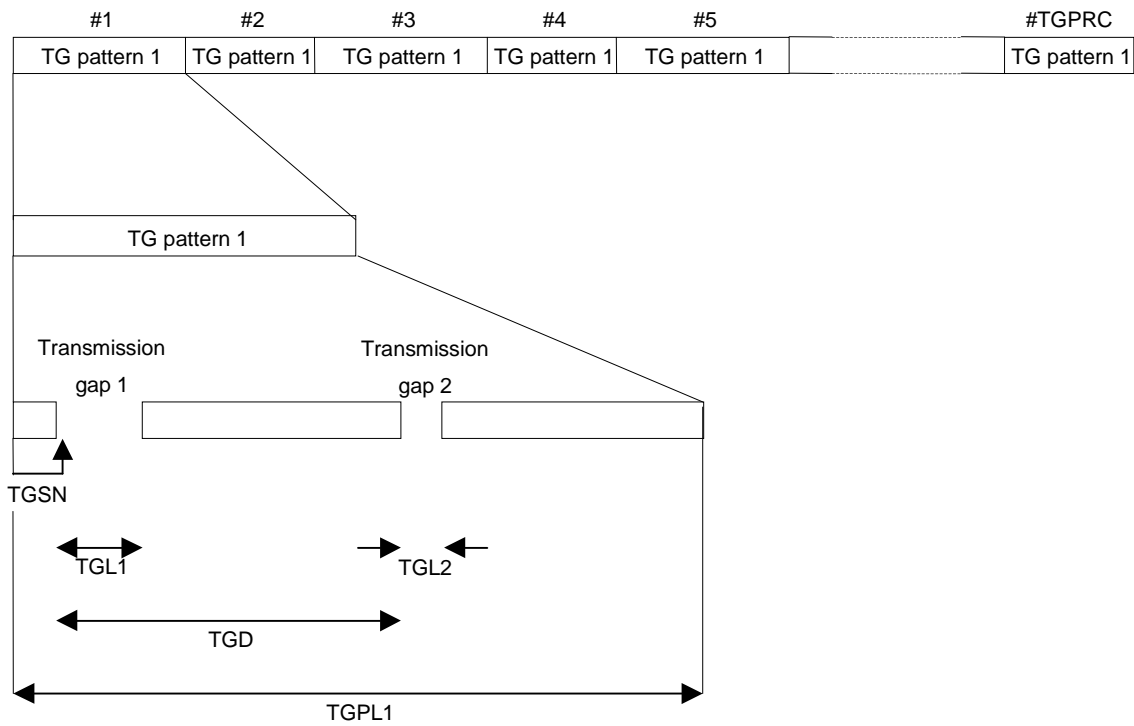 #1 #2 #3 #4 #5 #TGPRC
TG pattern 1 TG pattern 1 TG pattern 1 TG pattern 1 TG pattern 1 TG pattern 1
TG pattern 1
Transmission
gap 1
Transmission
gap 2
TGSN
TGL1
TGL2
TGD
TGPL1